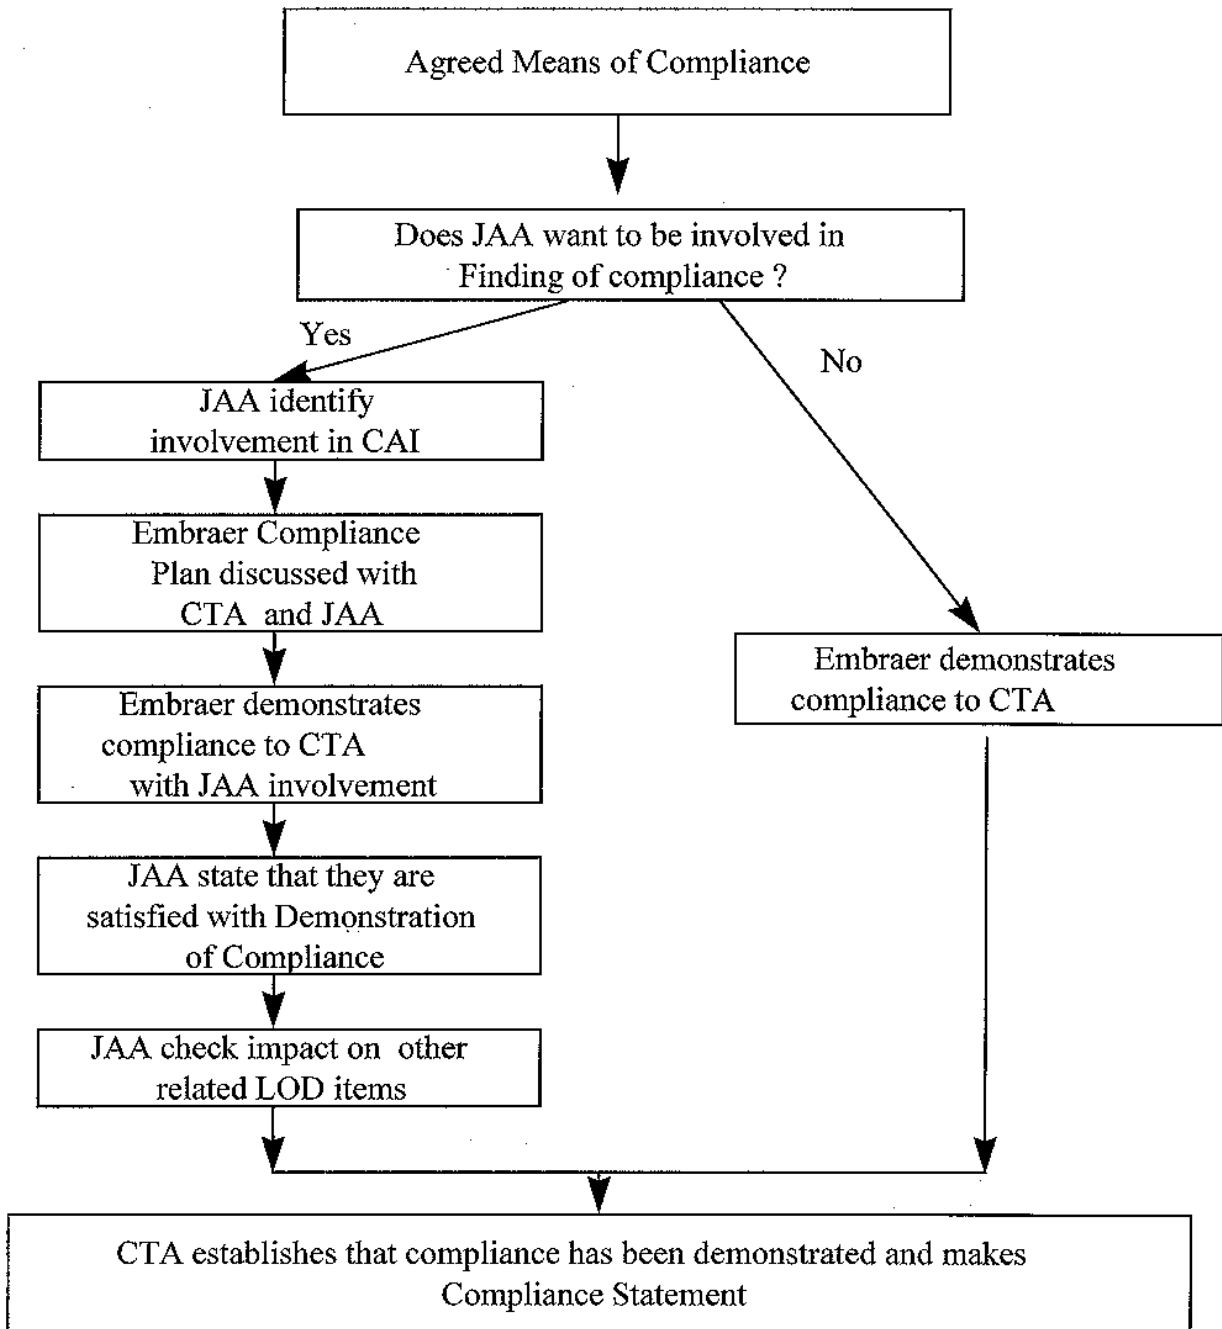 Agreed Means of Compliance
Does JAA want to be involved in
Finding of compliance ?
Yes
No
JAA identify
involvement in CAI
Embraer Compliance
Plan discussed with
CTA and JAA
Embraer demonstrates
compliance to CTA
Embraer demonstrates
compliance to CTA
with JAA involvement
JAA state that they are
satisfied with Demonstration
of Compliance
JAA check impact on other
related LOD items
CTA establishes that compliance has been demonstrated and makes
Compliance Statement